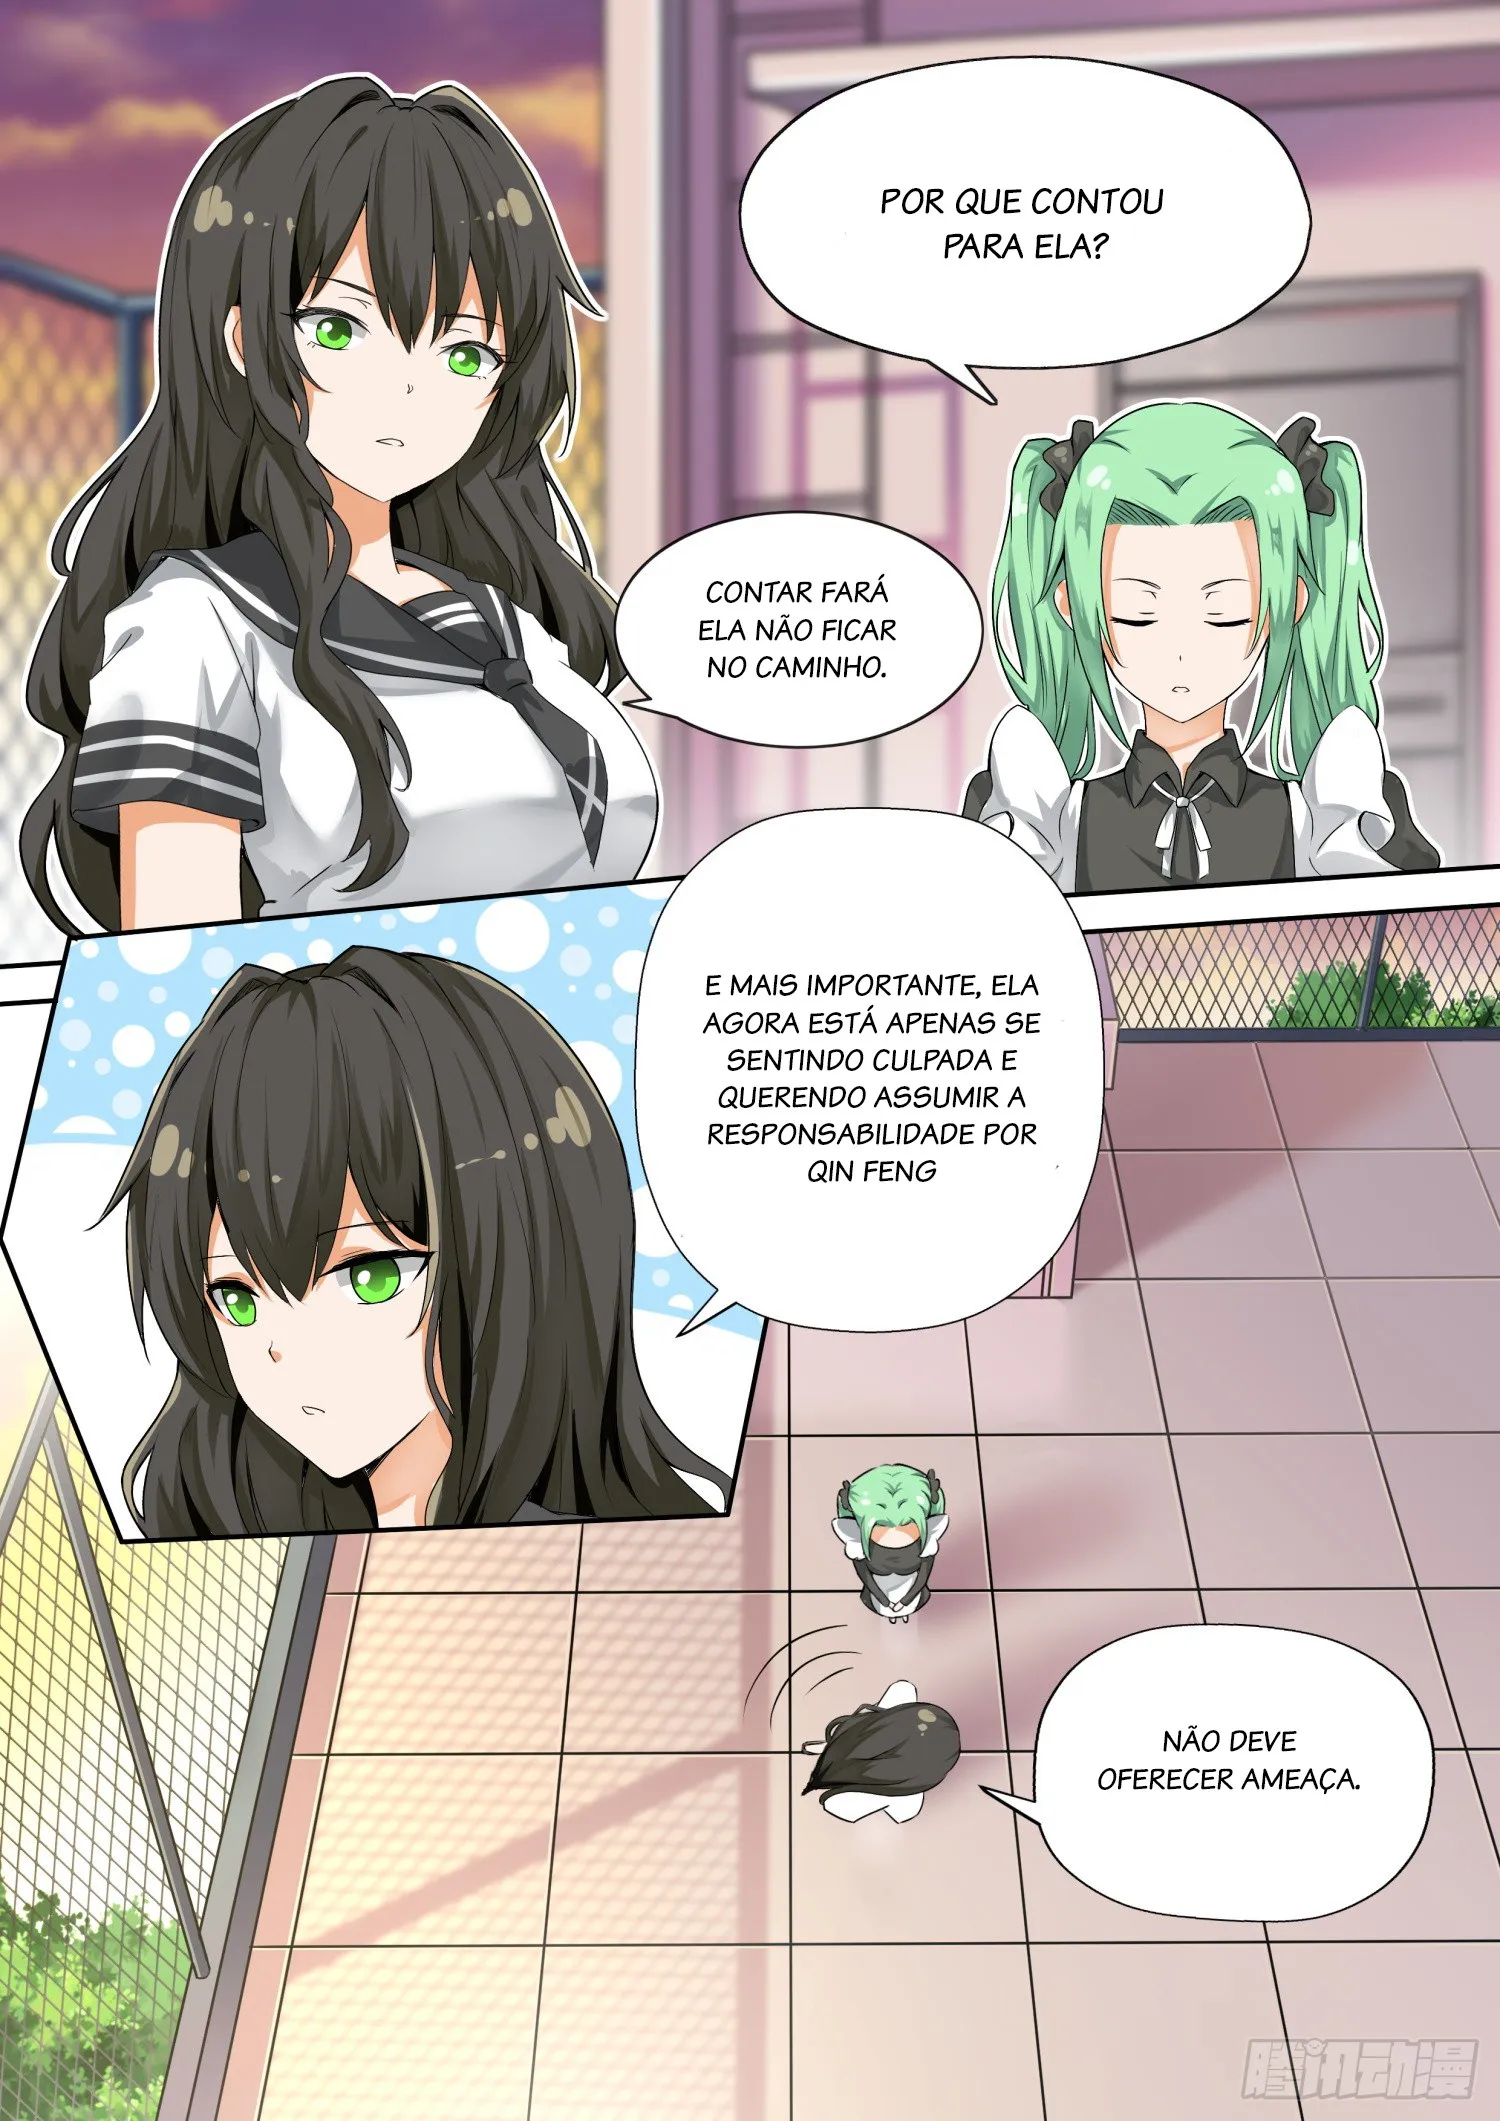 POR QUE CONTOU
PARA ELA?
CONTAR FARÁ
ELA NÃO FICAR
NO CAMINHO.
E MAIS IMPORTANTE, ELA
AGORA ESTÁ APENAS SE
SENTINDO CULPADA E
QUERENDO ASSUMIR A
RESPONSABILIDADE POR
QIN FENG
NÃO DEVE
OFERECER AMEAÇA.
腾讯动漫